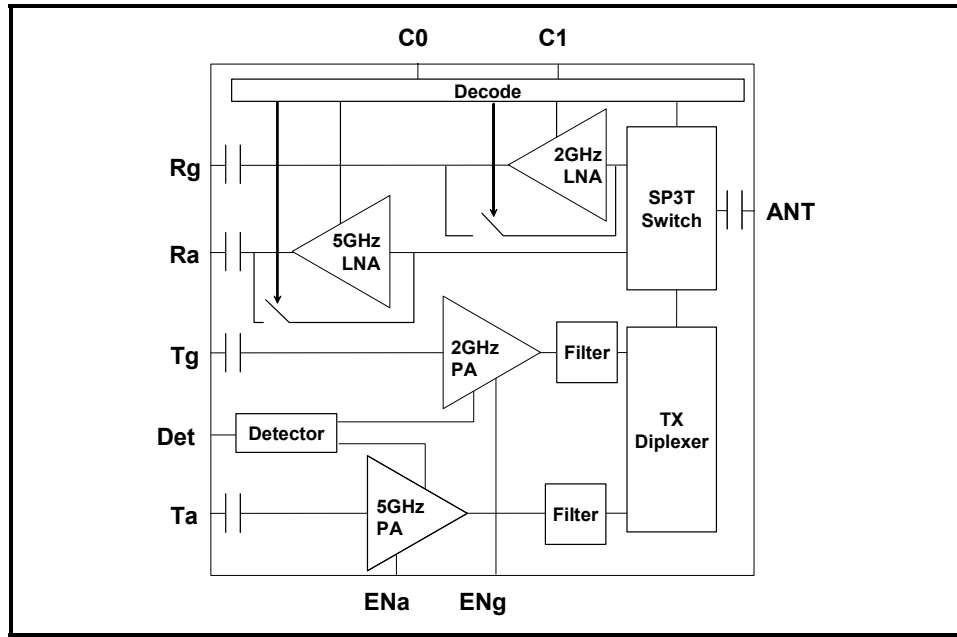 C0 C1
Decode
Rg
2GHz
LNA
SP3T
Switch
ANT
Ra
5GHz
LNA
Tg
2GHz
PA
Filter
TX
Diplexer
Det
Detector
Ta
5GHz
PA
Filter
ENa ENg